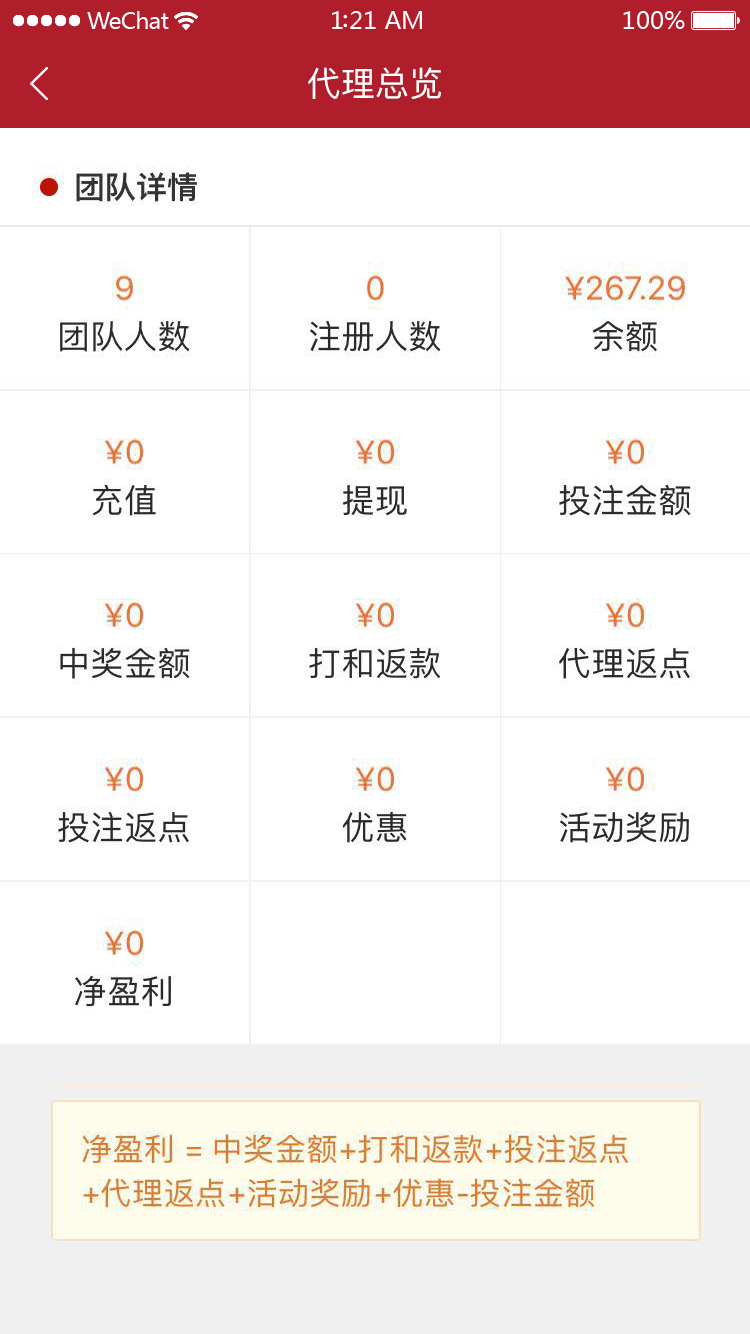 WeChat 1:21 AM 100%
代理总览
团队详情
9 0 ¥267.29
团队人数 注册人数 余额
¥0 ¥0 ¥0
充值 提现 投注金额
¥0 ¥0 ¥0
中奖金额 打和返款 代理返点
¥0 ¥0 ¥0
投注返点 优惠 活动奖励
¥0
净盈利
净盈利 = 中奖金额+打和返款+投注返点
+代理返点+活动奖励+优惠-投注金额